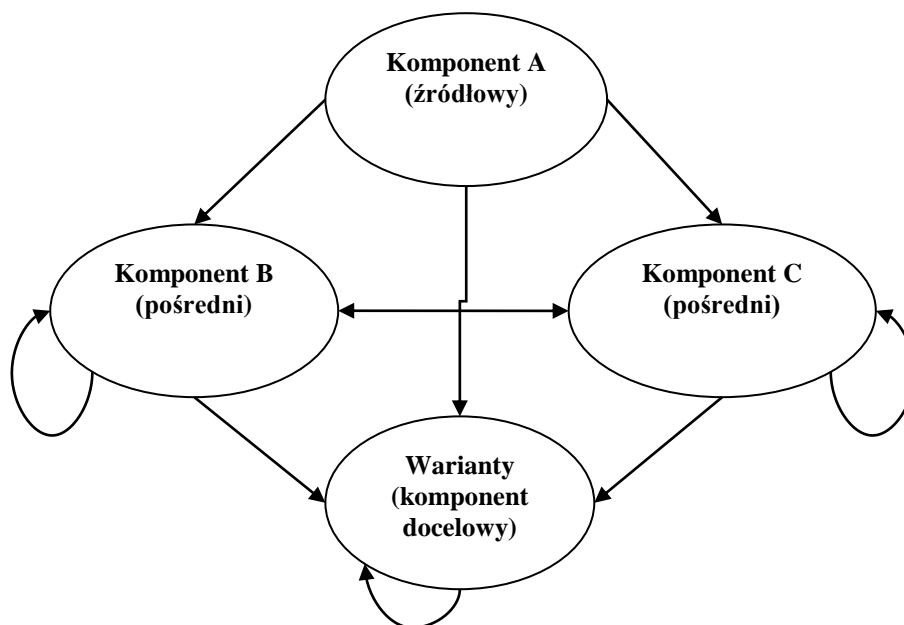 Komponent A
(źródłowy)
Komponent B
(pośredni)
Komponent C
(pośredni)
Warianty
(komponent
docelowy)